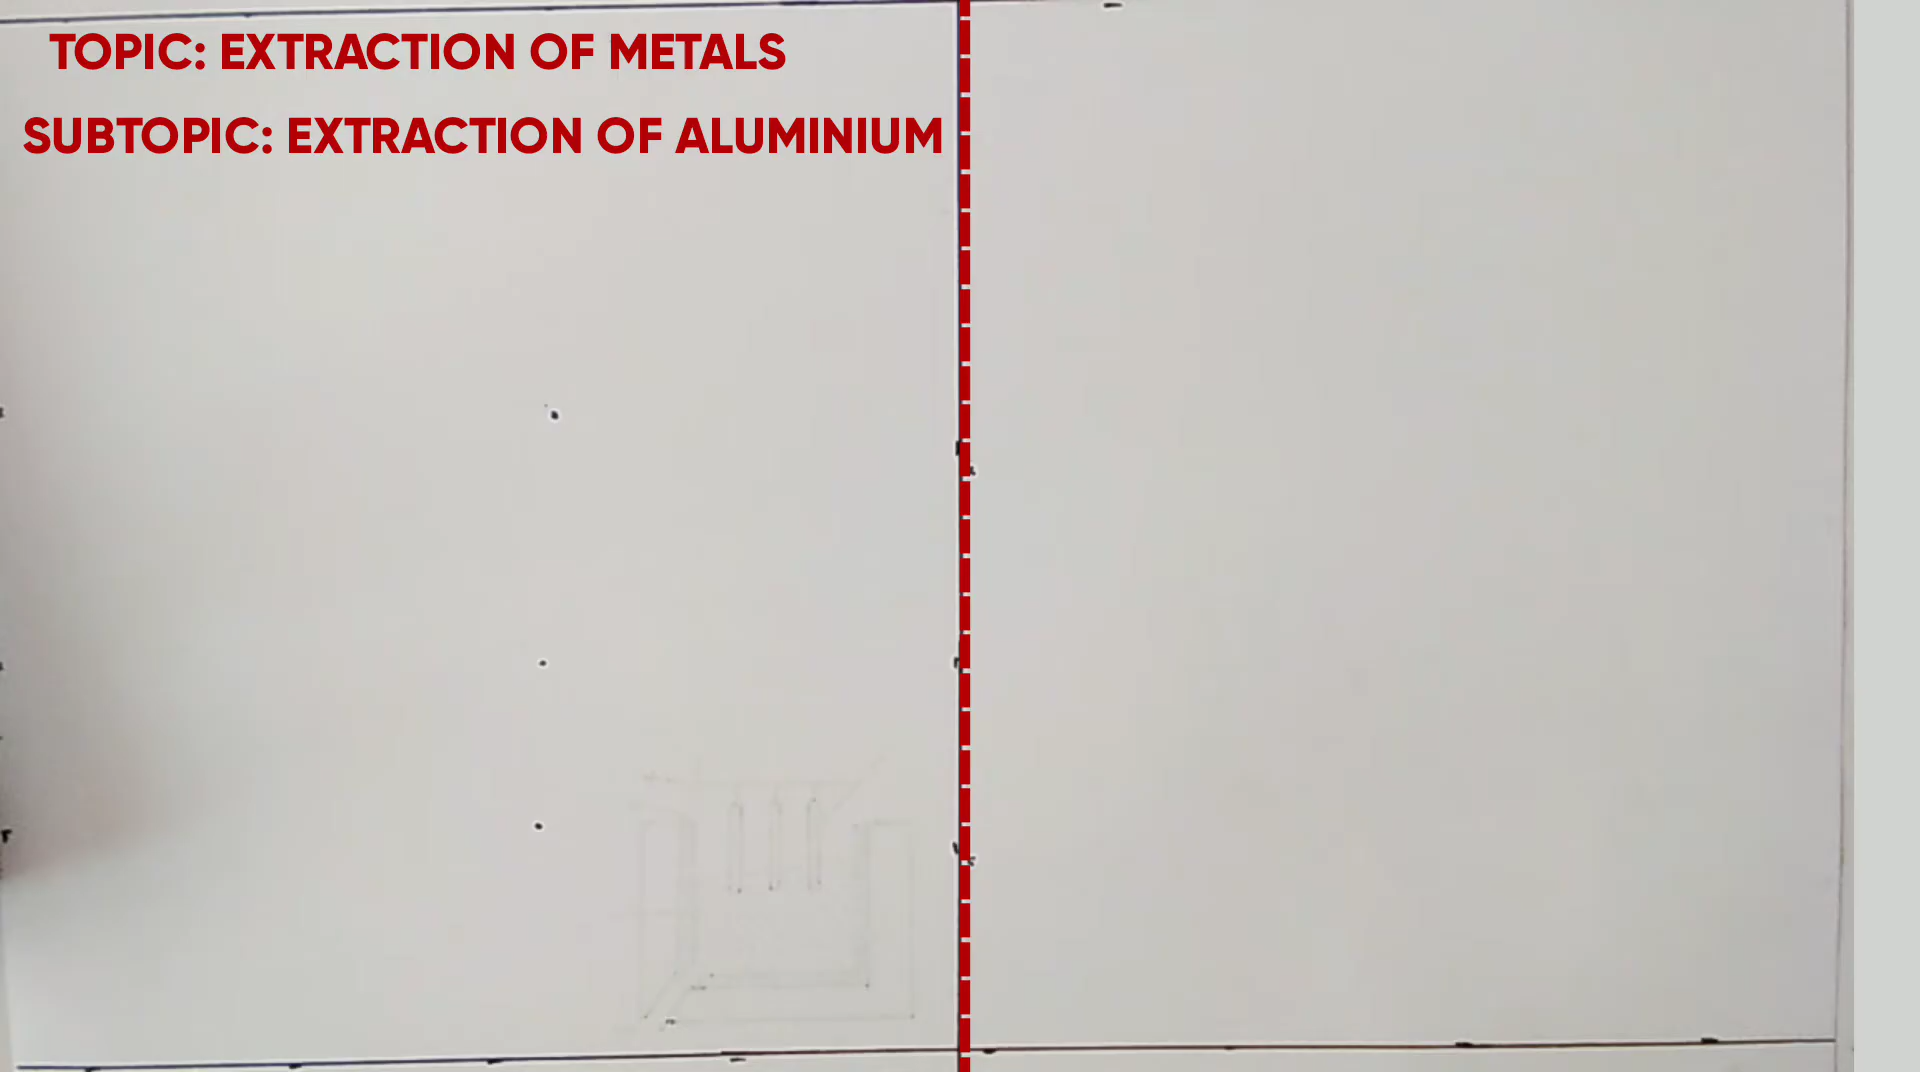 TOPIC: EXTRACTION OF METALS
SUBTOPIC: EXTRACTION OF ALUMINIUM